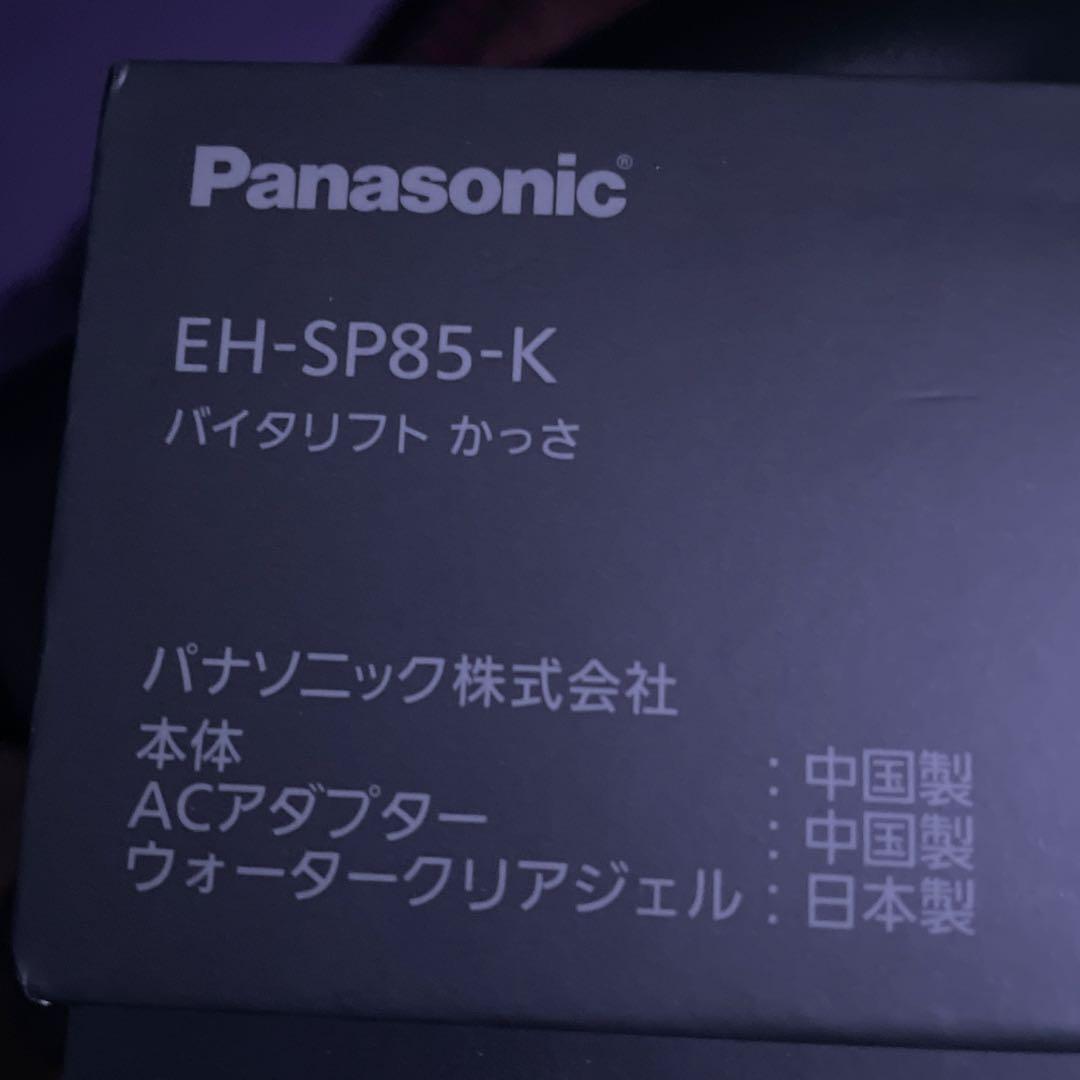 Panasonic®
EH-SP85-K
バイタリフト かっさ
パナソニック株式会社
本体 : 中国製
ACアダプター : 中国製
ウォータークリアジェル : 日本製